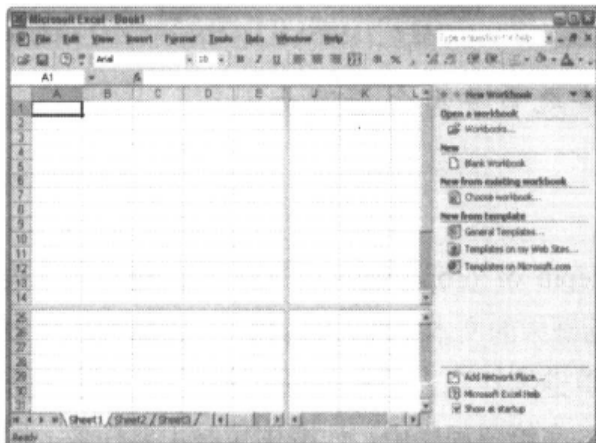 Microsoft Excel - Book1
File Edit View Insert Format Tools Data Window Help
Type a question for help
Arial 10 B I U % ,
A1 fx
A B C D E J K L
New Workbook
1
2
3
4
5
6
7
8
9
10
11
12
13
14
25
26
27
28
29
30
31
Open a workbook
Workbooks...
New
Blank Workbook
New from existing workbook
Choose workbook...
New from template
General Templates...
Templates on my Web Sites...
Templates on Microsoft.com
Add Network Place...
Microsoft Excel Help
Show at startup
Sheet1 Sheet2 Sheet3
Ready